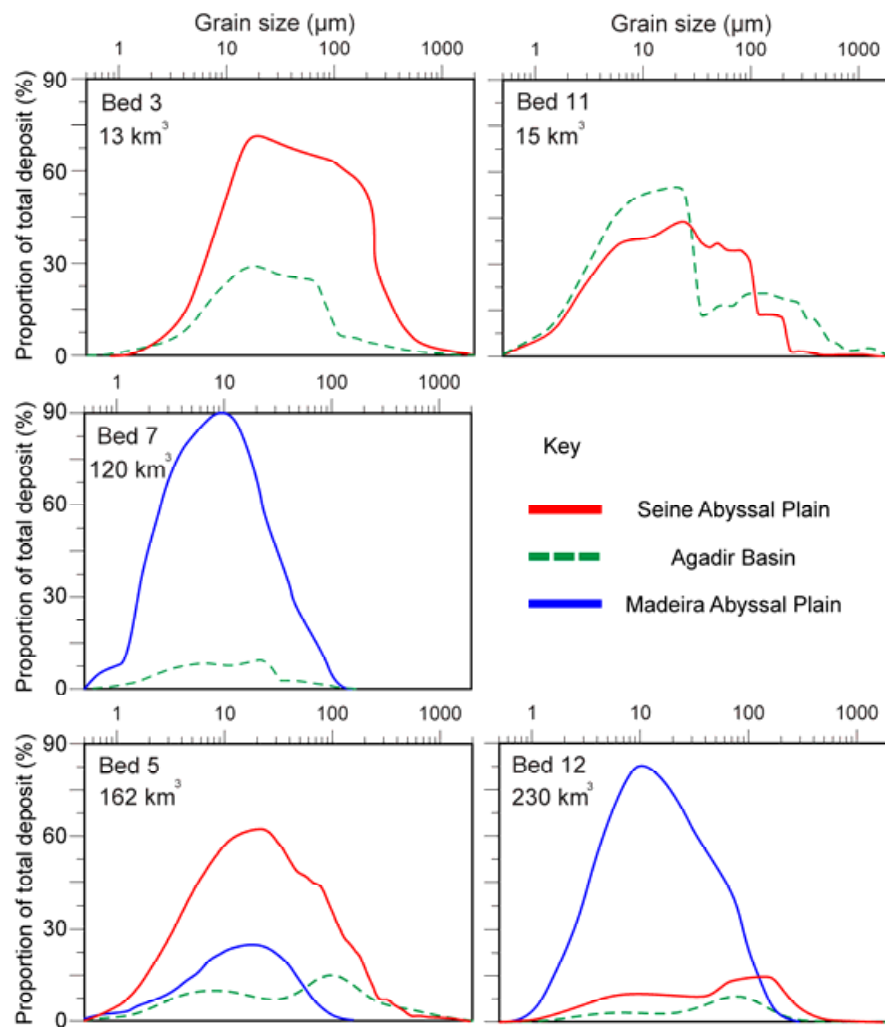 Grain size (µm)
Grain size (µm)
1 10 100 1000
1 10 100 1000
Proportion of total deposit (%)
90
60
30
0
Bed 3
13 km³
Bed 11
15 km³
1 10 100 1000
Proportion of total deposit (%)
90
60
30
0
Bed 7
120 km³
Key
Seine Abyssal Plain
Agadir Basin
Madeira Abyssal Plain
1 10 100 1000
1 10 100 1000
Proportion of total deposit (%)
90
60
30
0
Bed 5
162 km³
Bed 12
230 km³